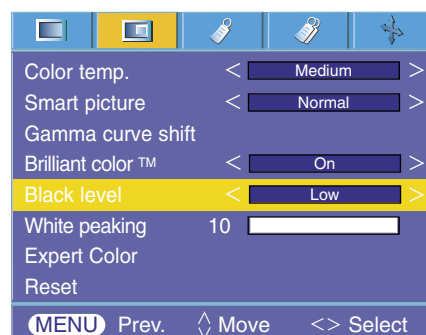 Color temp. < Medium >
Smart picture < Normal >
Gamma curve shift
Brilliant color ™ < On >
Black level < Low >
White peaking 10
Expert Color
Reset
MENU Prev. Move <> Select